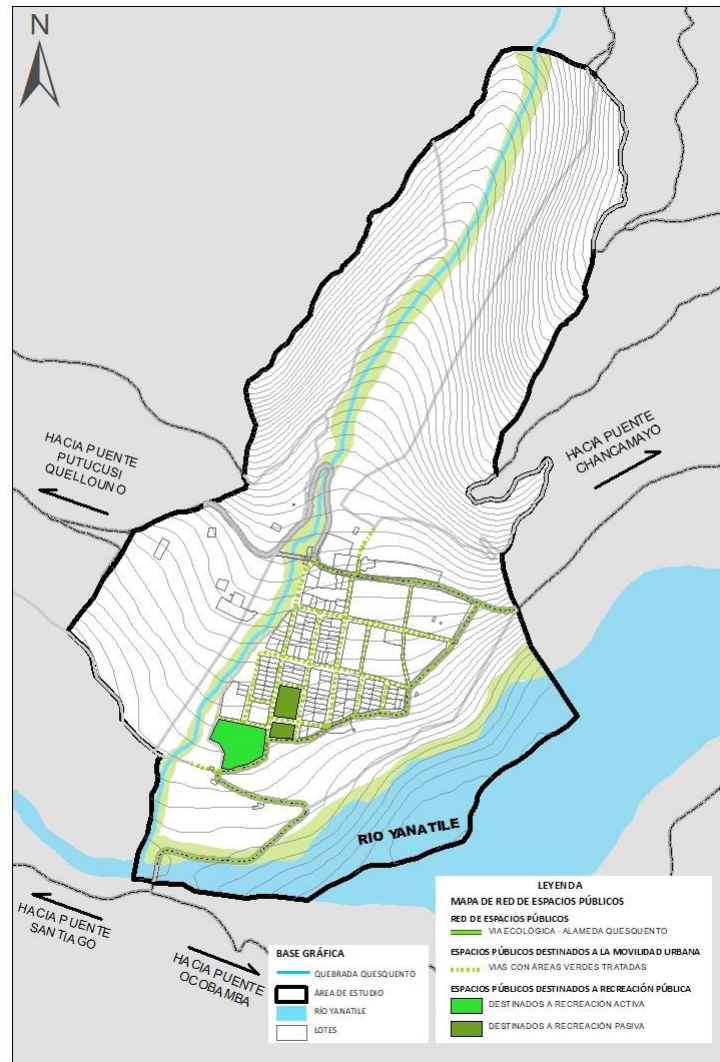 N
HACIA PUENTE
PUTUCUSI
QUELLOUNO
HACIA PUENTE
CHANCAMAYO
RIO YANATILE
HACIA PUENTE
SANTIAGO
HACIA PUENTE
OCOBAMBA
BASE GRÁFICA
QUEBRADA QUESQUENTO
ÁREA DE ESTUDIO
RÍO YANATILE
LOTES
LEYENDA
MAPA DE RED DE ESPACIOS PÚBLICOS
RED DE ESPACIOS PÚBLICOS
VIA ECOLÓGICA - ALAMEDA QUESQUENTO
ESPACIOS PÚBLICOS DESTINADOS A LA MOVILIDAD URBANA
VIAS CON ÁREAS VERDES TRATADAS
ESPACIOS PÚBLICOS DESTINADOS A RECREACIÓN PÚBLICA
DESTINADOS A RECREACIÓN ACTIVA
DESTINADOS A RECREACIÓN PASIVA